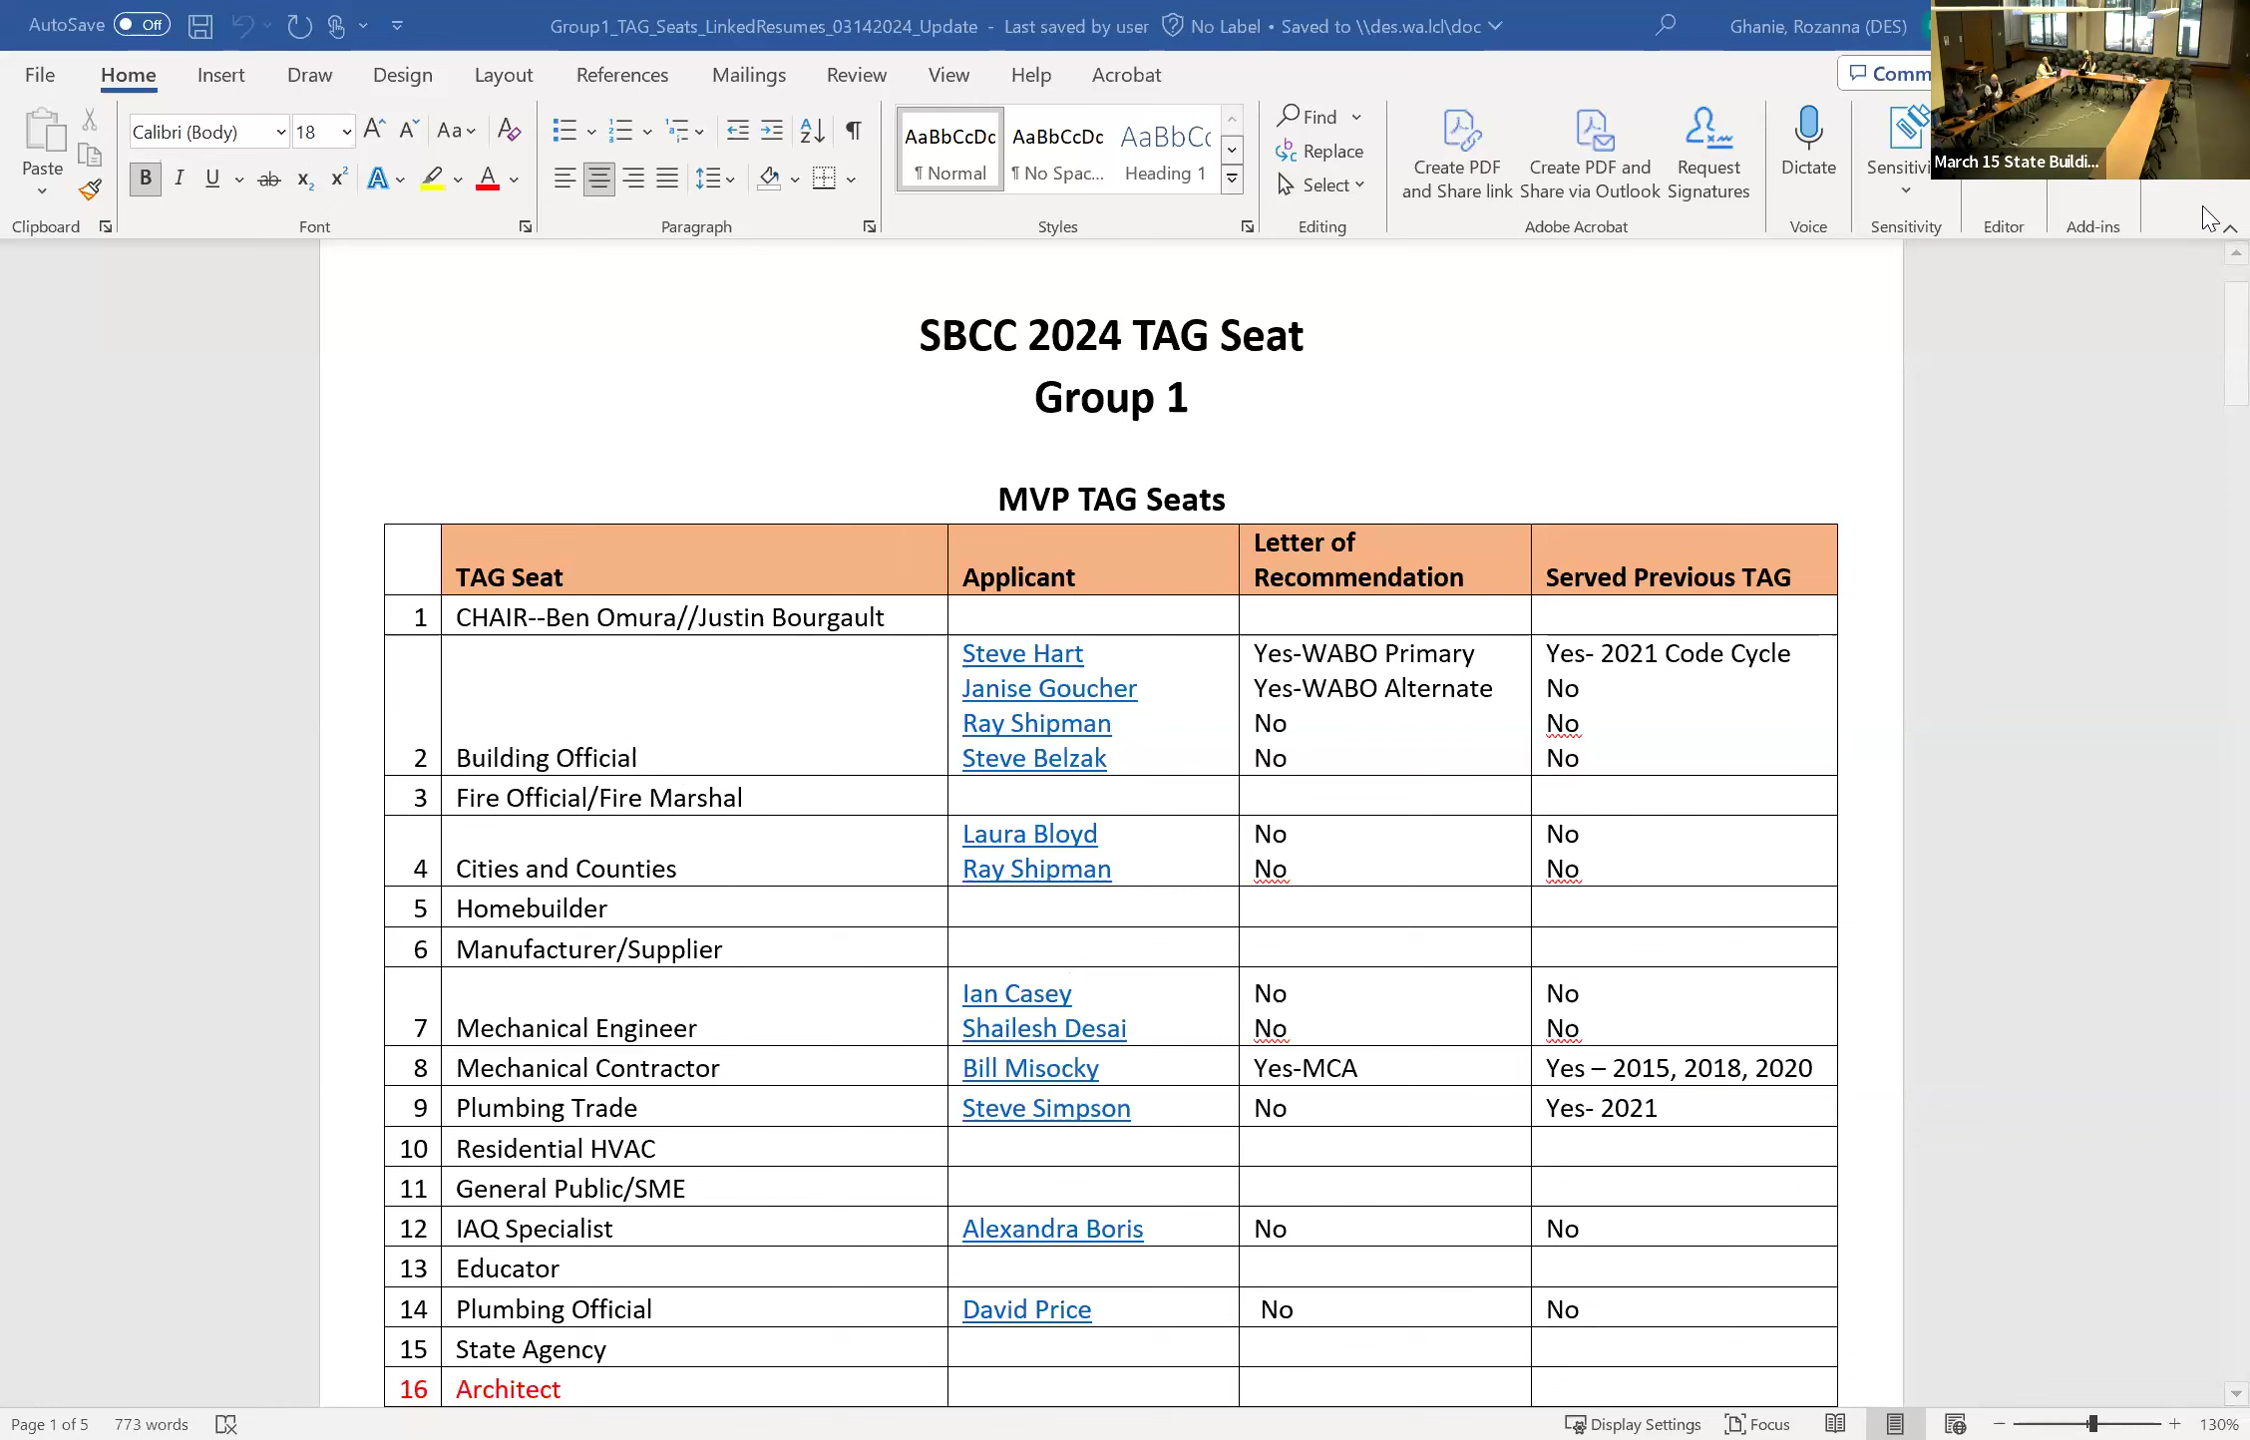 AutoSave Off Group1_TAG_Seats_LinkedResumes_03142024_Update - Last saved by user No Label - Saved to \\des.wa.lcl\doc Ghanie, Rozanna (DES)
File Home Insert Draw Design Layout References Mailings Review View Help Acrobat Comm
Calibri (Body) 18 Aa AaBbCcDc AaBbCcDc AaBbCc Find
Paste Replace Create PDF and Share link Create PDF and Share via Outlook Request Signatures Dictate Sensitivi
B I U ab x2 x2 A A ¶ Normal ¶ No Spac... Heading 1 Select
Clipboard Font Paragraph Styles Editing Adobe Acrobat Voice Sensitivity Editor Add-ins
March 15 State Buildi...
SBCC 2024 TAG Seat
Group 1
MVP TAG Seats
TAG Seat Applicant Letter of Recommendation Served Previous TAG
1 CHAIR--Ben Omura//Justin Bourgault
Steve Hart Yes-WABO Primary Yes- 2021 Code Cycle
Janise Goucher Yes-WABO Alternate No
Ray Shipman No No
2 Building Official Steve Belzak No No
3 Fire Official/Fire Marshal
Laura Bloyd No No
4 Cities and Counties Ray Shipman No No
5 Homebuilder
6 Manufacturer/Supplier
Ian Casey No No
7 Mechanical Engineer Shailesh Desai No No
8 Mechanical Contractor Bill Misocky Yes-MCA Yes – 2015, 2018, 2020
9 Plumbing Trade Steve Simpson No Yes- 2021
10 Residential HVAC
11 General Public/SME
12 IAQ Specialist Alexandra Boris No No
13 Educator
14 Plumbing Official David Price No No
15 State Agency
16 Architect
Page 1 of 5 773 words Display Settings Focus 130%